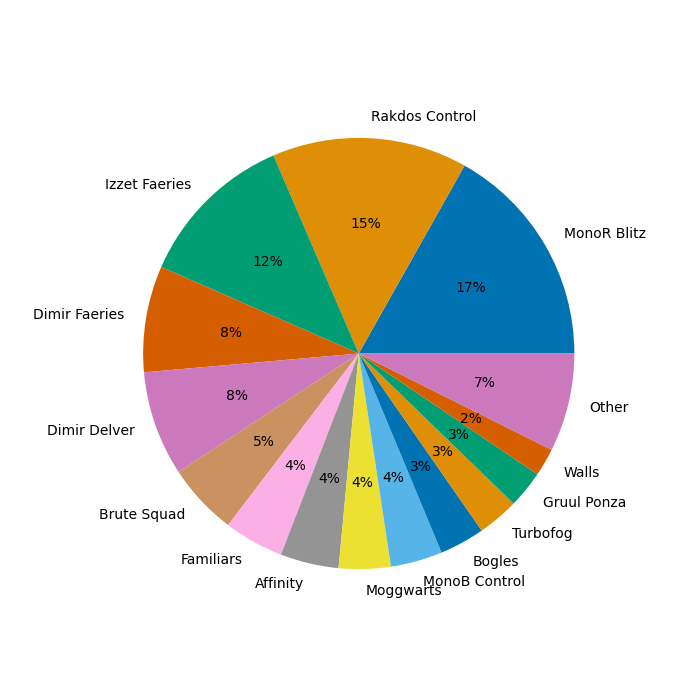 Rakdos Control
Izzet Faeries
MonoR Blitz
15%
12%
17%
Dimir Faeries
8%
7%
8%
Other
2%
Dimir Delver
3%
5%
3%
4%
3%
Walls
4%
4%
4%
Gruul Ponza
Brute Squad
Turbofog
Familiars
Bogles
Affinity
MonoB Control
Moggwarts